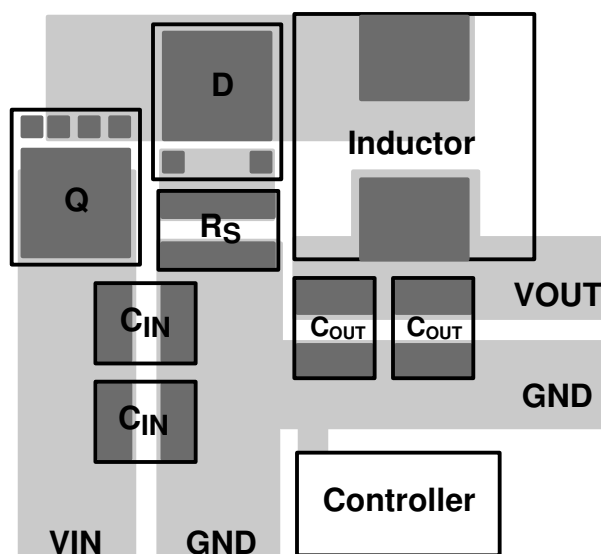 D
Inductor
Q
RS
VOUT
CIN
COUT
COUT
GND
CIN
Controller
VIN
GND